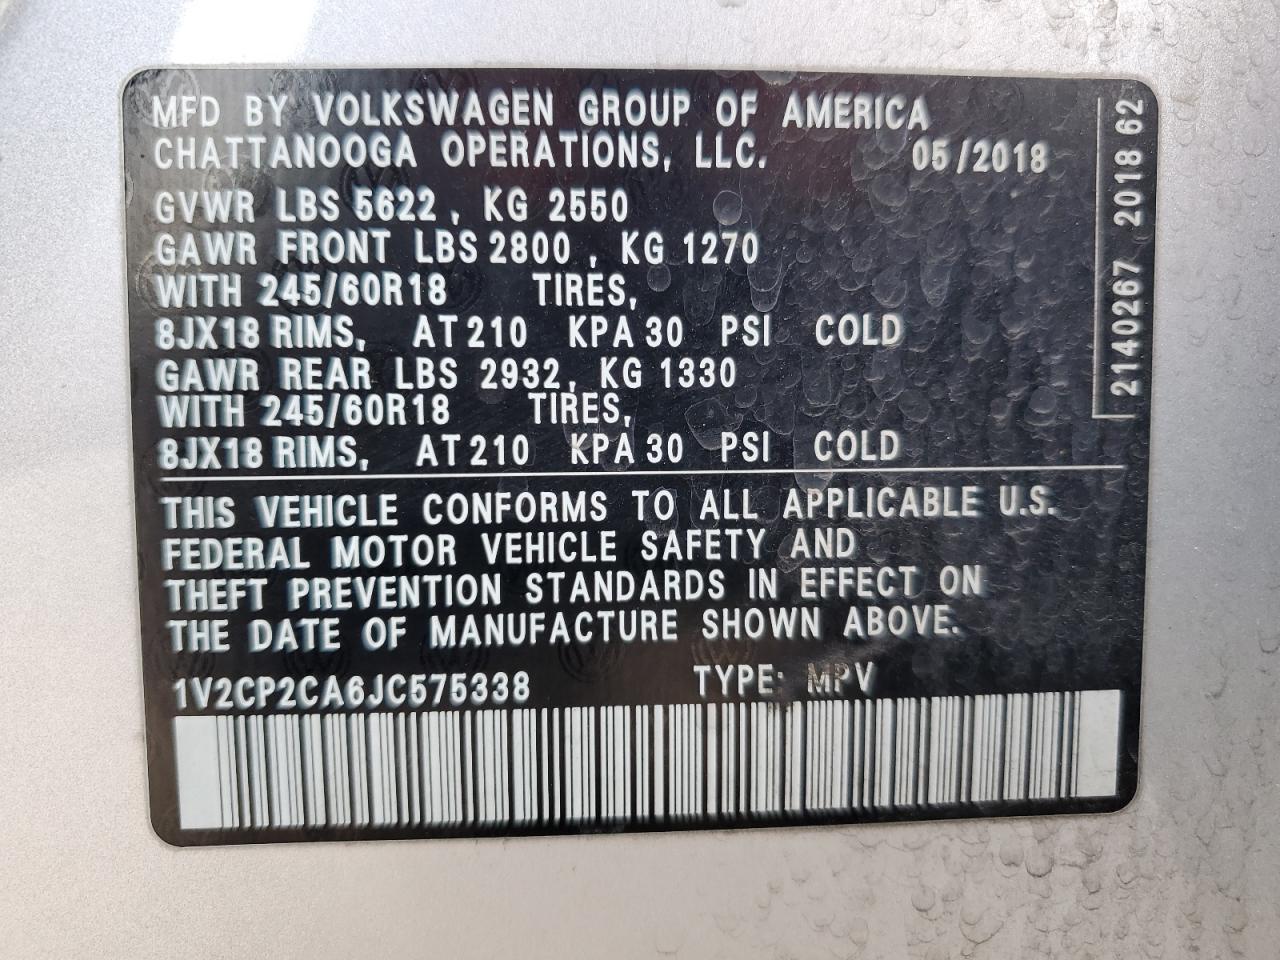 MFD BY VOLKSWAGEN GROUP OF AMERICA
CHATTANOOGA OPERATIONS, LLC. 05/2018
GVWR LBS 5622, KG 2550
GAWR FRONT LBS 2800, KG 1270
WITH 245/60R18 TIRES,
8JX18 RIMS, AT 210 KPA 30 PSI COLD
GAWR REAR LBS 2932, KG 1330
WITH 245/60R18 TIRES,
8JX18 RIMS, AT 210 KPA 30 PSI COLD
THIS VEHICLE CONFORMS TO ALL APPLICABLE U.S.
FEDERAL MOTOR VEHICLE SAFETY AND
THEFT PREVENTION STANDARDS IN EFFECT ON
THE DATE OF MANUFACTURE SHOWN ABOVE.
1V2CP2CA6JC575338 TYPE: MPV
2140267 2018 62